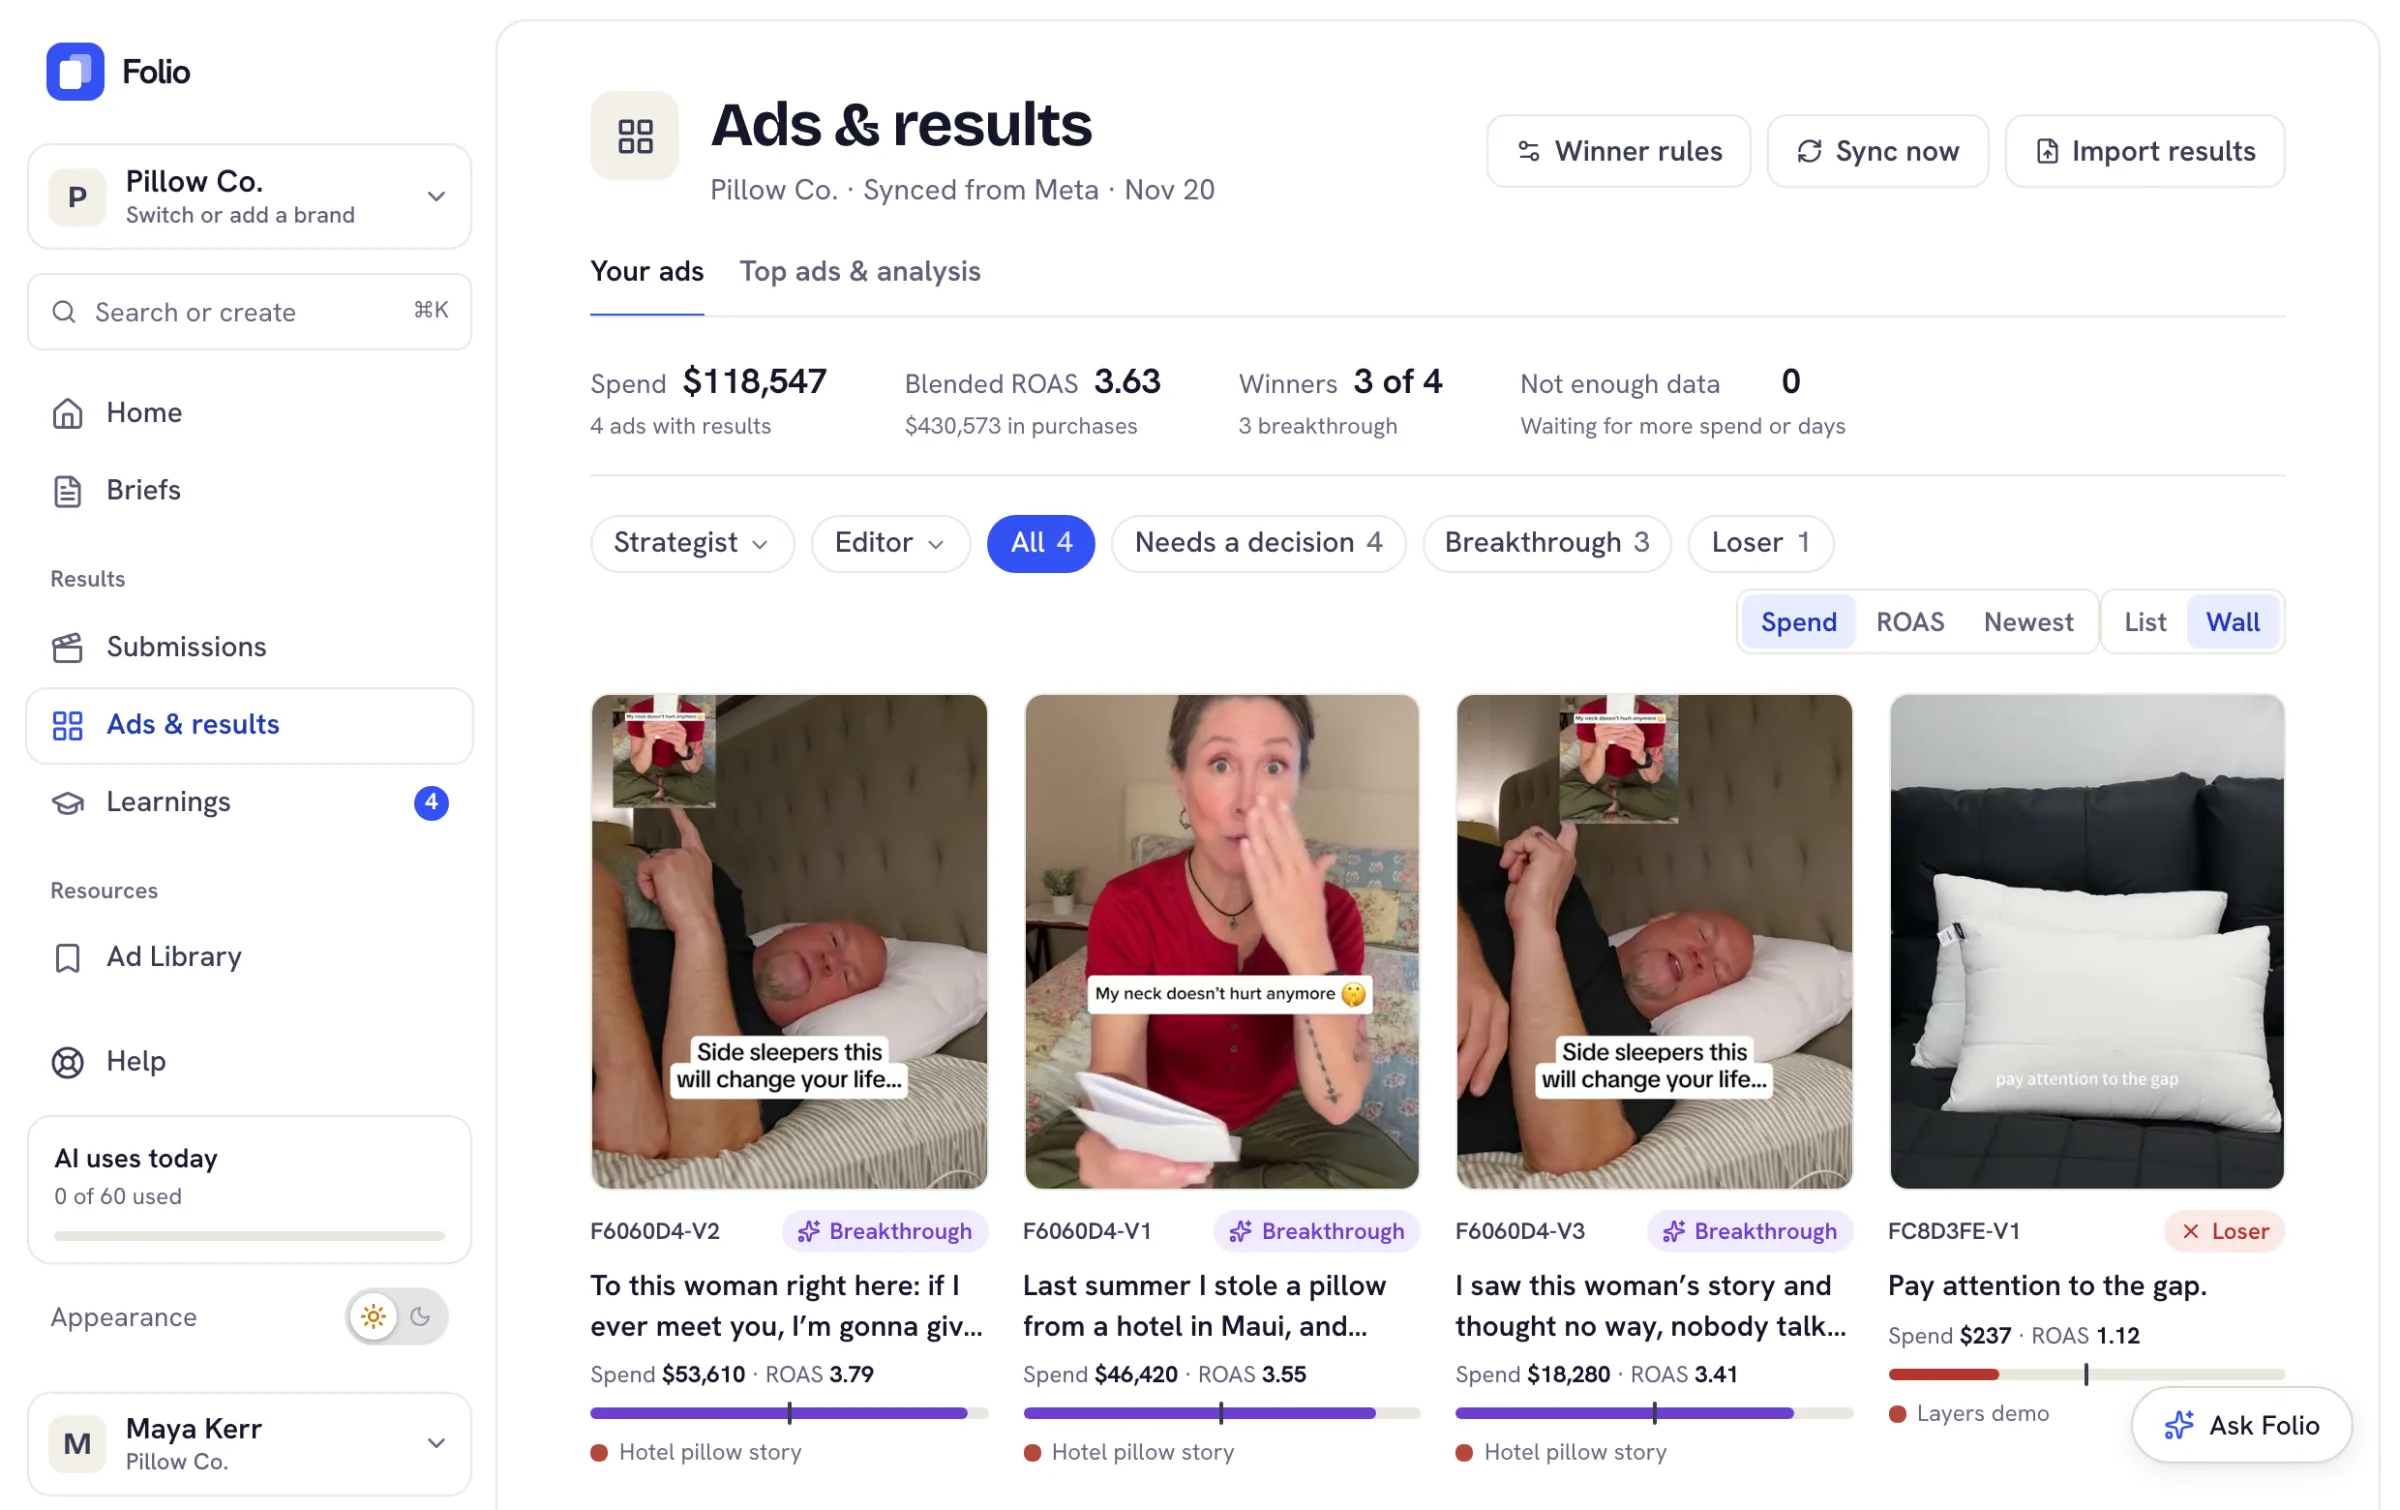 Folio
P
Pillow Co.
Switch or add a brand
Search or create
⌘K
Home
Briefs
Results
Submissions
Ads & results
Learnings
4
Resources
Ad Library
Help
AI uses today
0 of 60 used
Appearance
M
Maya Kerr
Pillow Co.
Ads & results
Pillow Co. · Synced from Meta · Nov 20
Winner rules
Sync now
Import results
Your ads
Top ads & analysis
Spend $118,547
4 ads with results
Blended ROAS 3.63
$430,573 in purchases
Winners 3 of 4
3 breakthrough
Not enough data 0
Waiting for more spend or days
Strategist
Editor
All 4
Needs a decision 4
Breakthrough 3
Loser 1
Spend
ROAS
Newest
List
Wall
My neck doesn't hurt anymore
Side sleepers this
will change your life...
F6060D4-V2
Breakthrough
To this woman right here: if I
ever meet you, I’m gonna giv...
Spend $53,610 · ROAS 3.79
Hotel pillow story
My neck doesn’t hurt anymore 🤫
F6060D4-V1
Breakthrough
Last summer I stole a pillow
from a hotel in Maui, and...
Spend $46,420 · ROAS 3.55
Hotel pillow story
My neck doesn't hurt anymore
Side sleepers this
will change your life...
F6060D4-V3
Breakthrough
I saw this woman’s story and
thought no way, nobody talk...
Spend $18,280 · ROAS 3.41
Hotel pillow story
pay attention to the gap
FC8D3FE-V1
Loser
Pay attention to the gap.
Spend $237 · ROAS 1.12
Layers demo
Ask Folio